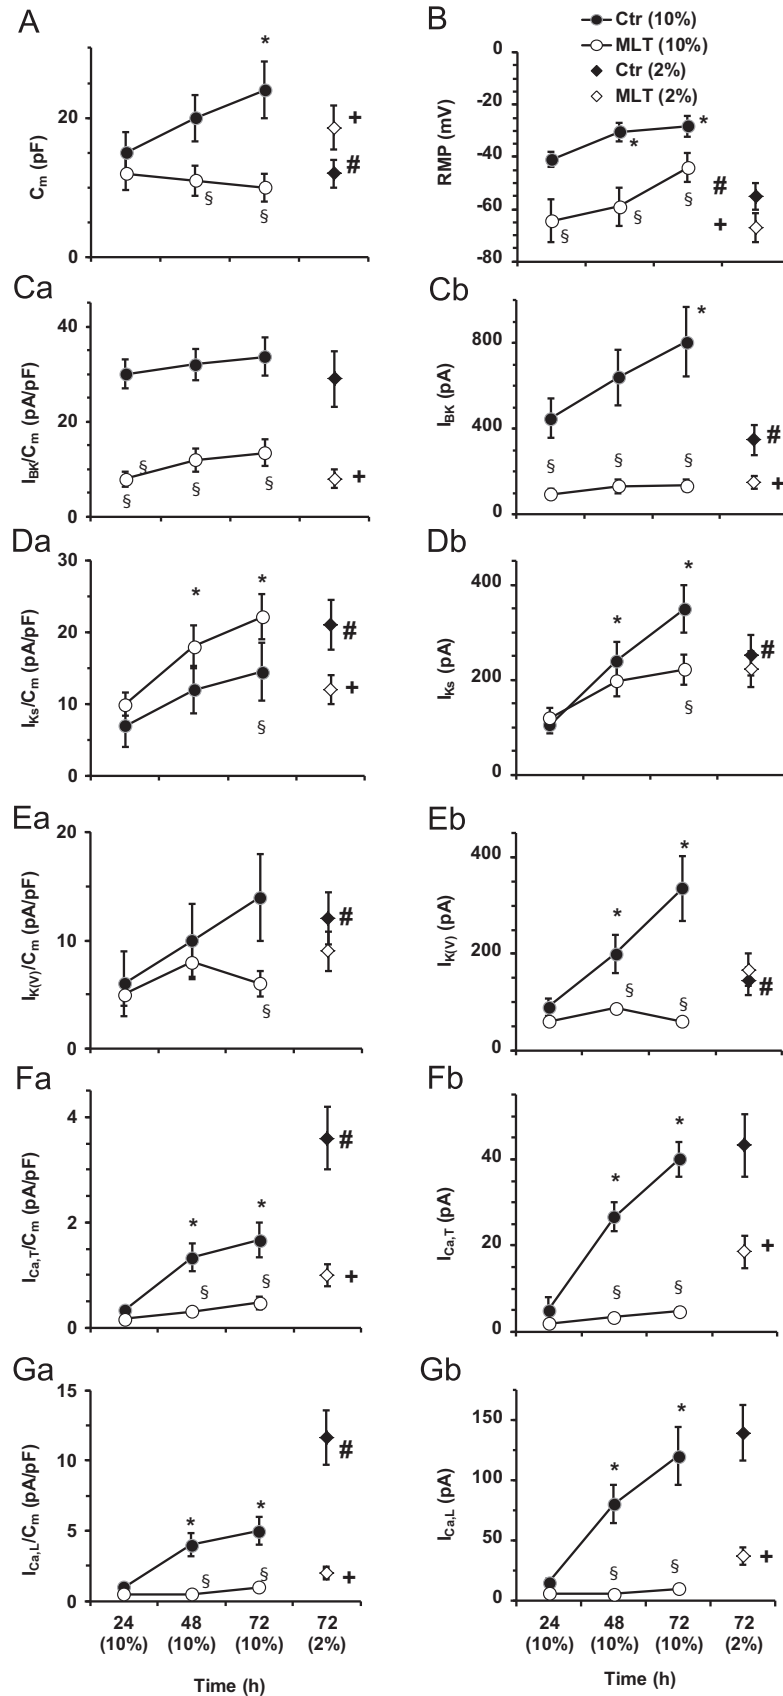 A
B
Ctr (10%)
MLT (10%)
Ctr (2%)
MLT (2%)
Cm (pF)
20
0
*
§
§
+
#
RMP (mV)
0
-20
-40
-60
-80
*
*
§
§
§
#
+
Ca
Cb
IBK/Cm (pA/pF)
40
20
0
§
§
§
§
+
IBK (pA)
800
400
0
*
§
§
§
#
+
Da
Db
IKs/Cm (pA/pF)
30
20
10
0
*
*
§
#
+
IKs (pA)
400
200
0
*
*
§
#
Ea
Eb
IK(V)/Cm (pA/pF)
20
10
0
§
#
IK(V) (pA)
400
200
0
*
*
§
§
#
Fa
Fb
ICa,T/Cm (pA/pF)
4
2
0
*
*
§
§
#
+
ICa,T (pA)
40
20
0
*
*
§
§
+
Ga
Gb
ICa,L/Cm (pA/pF)
15
10
5
0
*
*
§
§
#
+
ICa,L (pA)
150
100
50
0
*
*
§
§
+
24 48 72 72
(10%) (10%) (10%) (2%)
Time (h)
24 48 72 72
(10%) (10%) (10%) (2%)
Time (h)